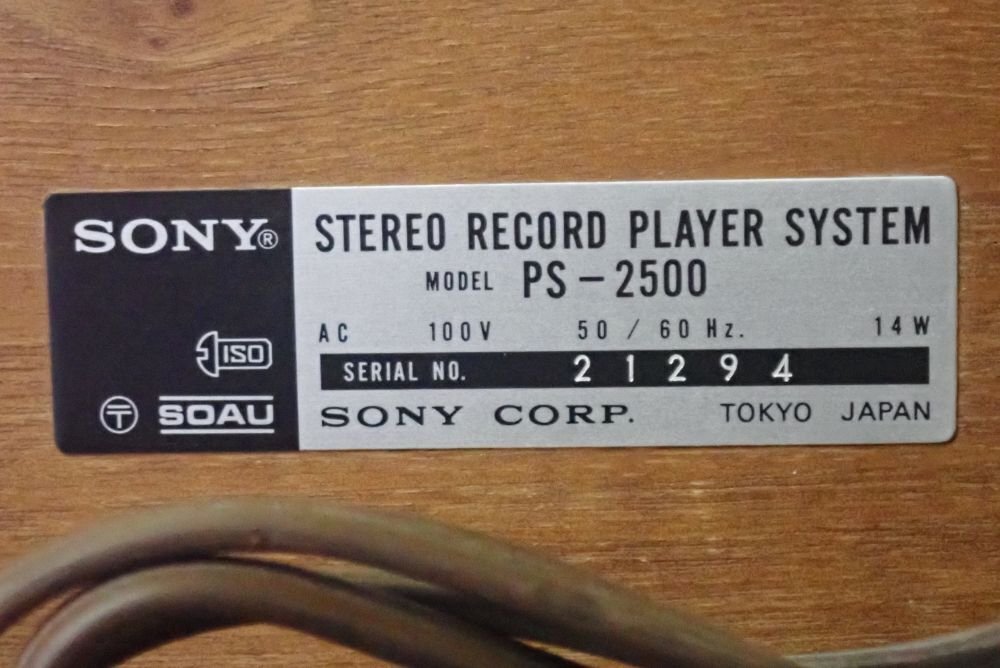 SONY®
ISO
〒 SOAU
STEREO RECORD PLAYER SYSTEM
MODEL PS-2500
AC 100V 50 / 60 Hz. 14W
SERIAL NO. 21294
SONY CORP. TOKYO JAPAN